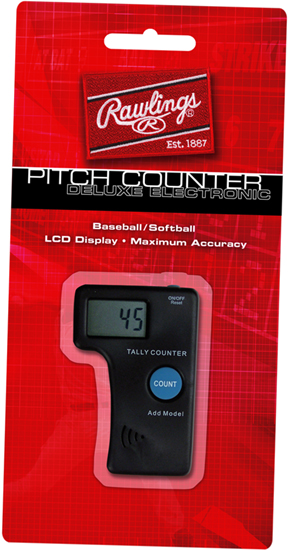 Rawlings®
R
Est. 1887
PITCH COUNTER
DELUXE ELECTRONIC
Baseball/Softball
LCD Display • Maximum Accuracy
ON/OFF
Reset
45
TALLY COUNTER
COUNT
Add Model